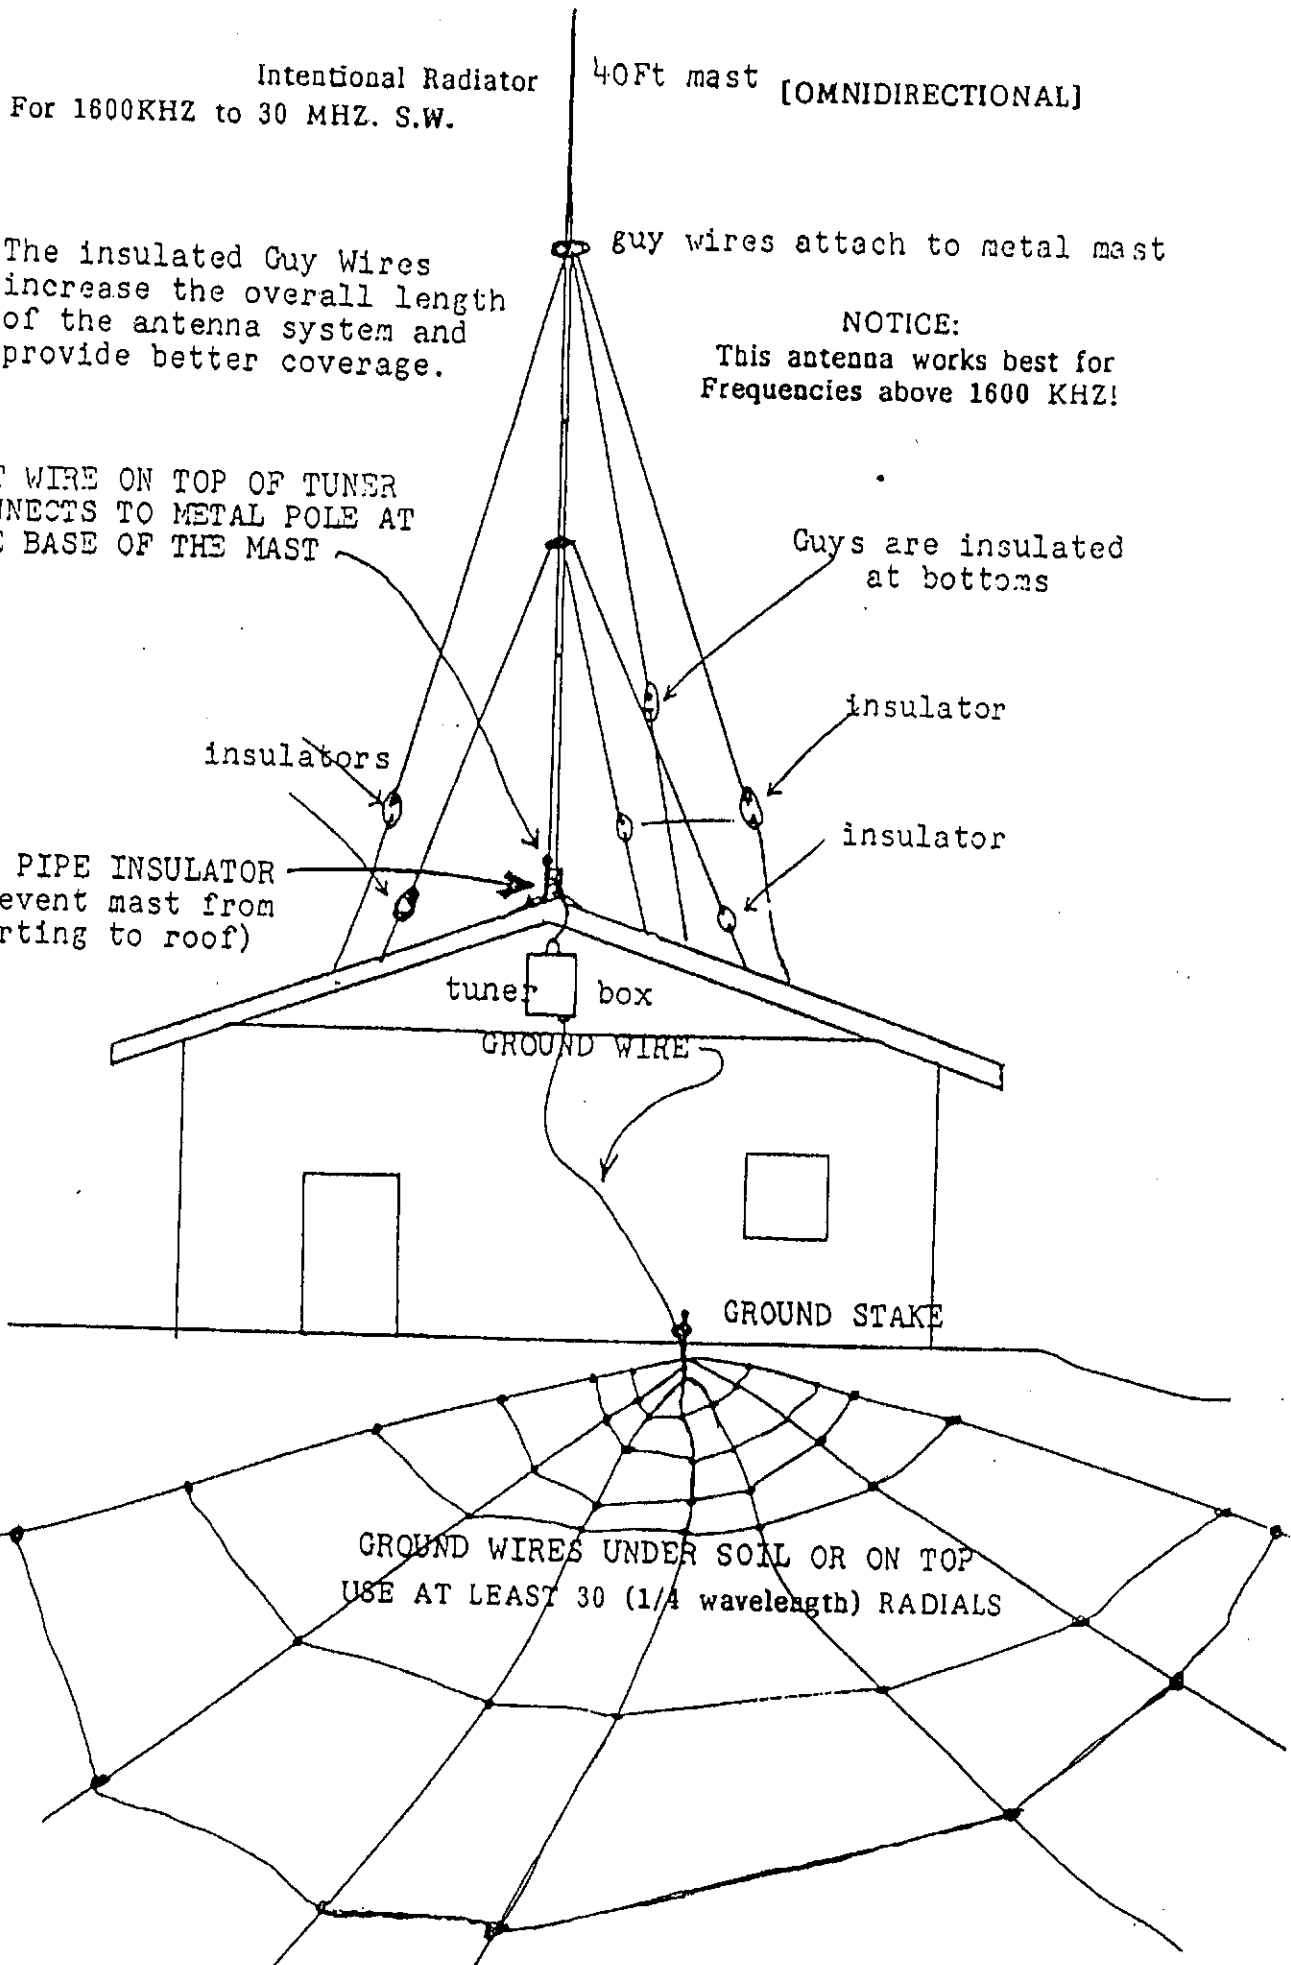 Intentional Radiator
For 1600KHZ to 30 MHZ. S.W.
40Ft mast
[OMNIDIRECTIONAL]
guy wires attach to metal mast
The insulated Guy Wires
increase the overall length
of the antenna system and
provide better coverage.
NOTICE:
This antenna works best for
Frequencies above 1600 KHZ!
WIRE ON TOP OF TUNER
NNECTS TO METAL POLE AT
BASE OF THE MAST
Guys are insulated
at bottoms
insulator
insulators
insulator
PIPE INSULATOR
event mast from
rting to roof)
tuner box
GROUND WIRE
GROUND STAKE
GROUND WIRES UNDER SOIL OR ON TOP
USE AT LEAST 30 (1/4 wavelength) RADIALS